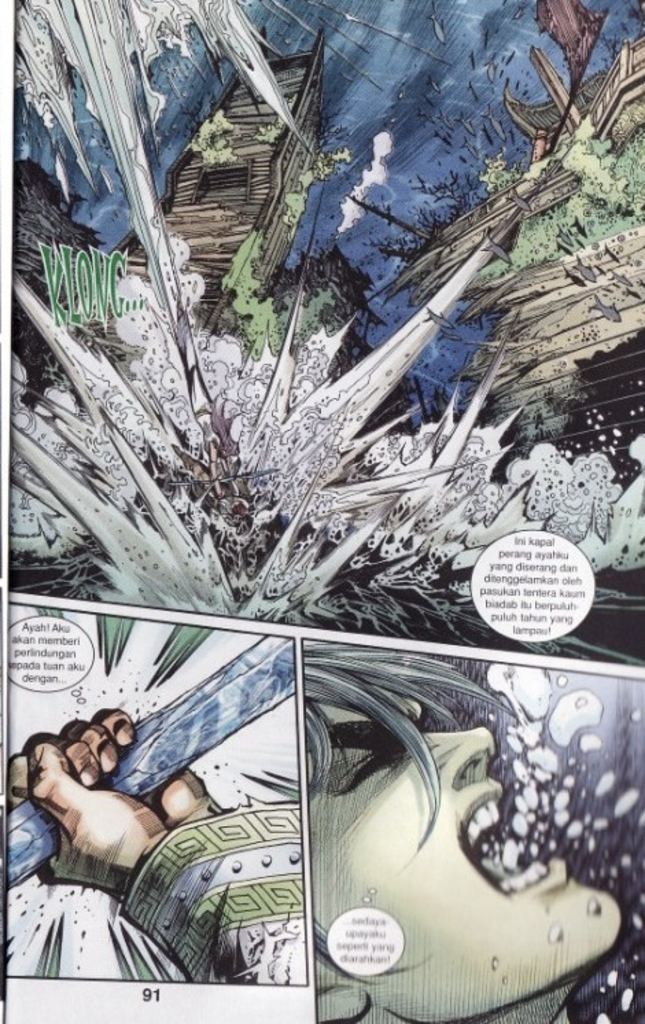 KLONG...
Ini kapal
perang ayahku
yang diserang dan
ditenggelamkan oleh
pasukan tentera kaum
biadab itu berpuluh-
puluh tahun yang
lampau!
Ayah! Aku
akan memberi
perlindungan
kepada tuan aku
dengan...
...sedaya-
upayaku
seperti yang
diarahkan!
91